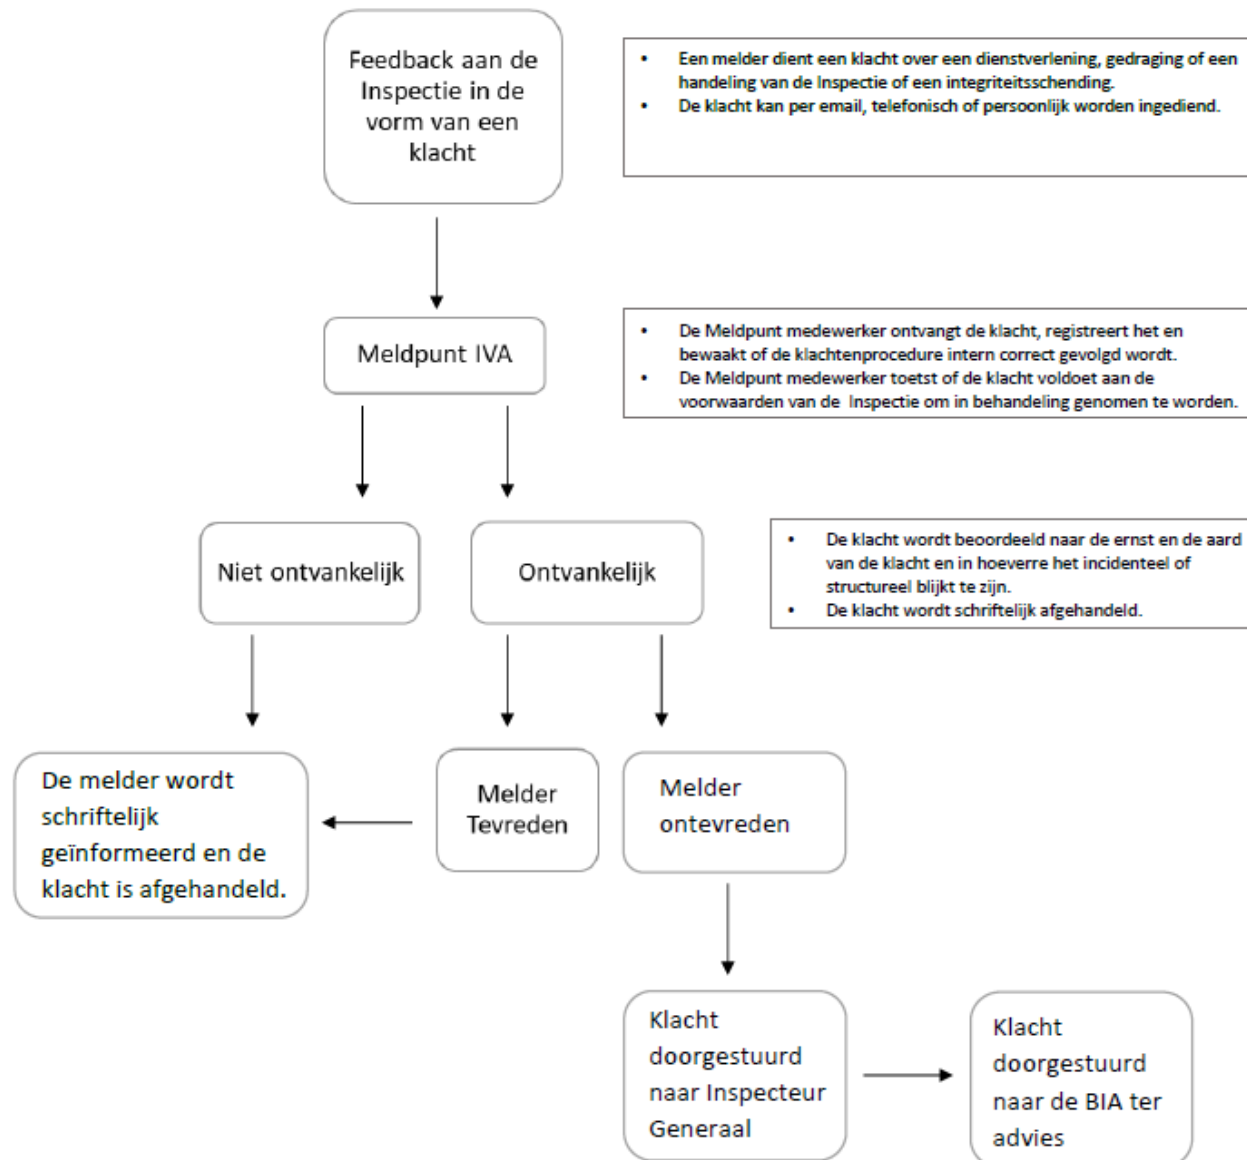 Feedback aan de
Inspectie in de
vorm van een
klacht
• Een melder dient een klacht over een dienstverlening, gedraging of een
handeling van de Inspectie of een integriteitsschending.
• De klacht kan per email, telefonisch of persoonlijk worden ingediend.
Meldpunt IVA
• De Meldpunt medewerker ontvangt de klacht, registreert het en
bewaakt of de klachtenprocedure intern correct gevolgd wordt.
• De Meldpunt medewerker toetst of de klacht voldoet aan de
voorwaarden van de Inspectie om in behandeling genomen te worden.
Niet ontvankelijk
Ontvankelijk
• De klacht wordt beoordeeld naar de ernst en de aard
van de klacht en in hoeverre het incidenteel of
structureel blijkt te zijn.
• De klacht wordt schriftelijk afgehandeld.
De melder wordt
schriftelijk
geïnformeerd en de
klacht is afgehandeld.
Melder
Tevreden
Melder
ontevreden
Klacht
doorgestuurd
naar Inspecteur
Generaal
Klacht
doorgestuurd
naar de BIA ter
advies